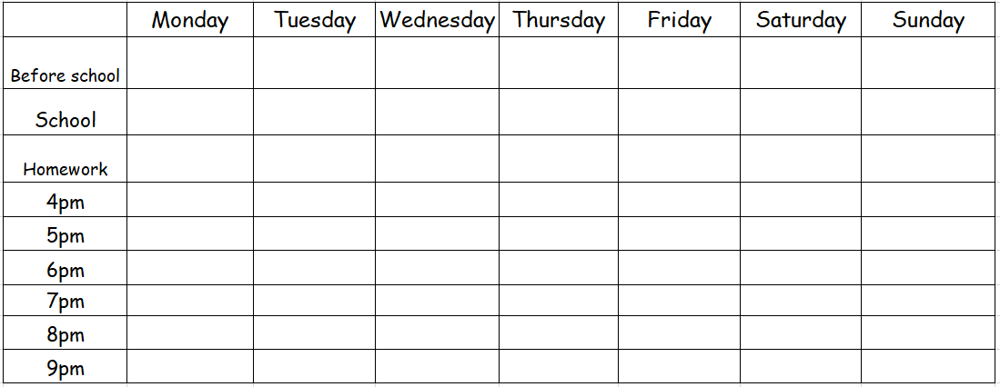 Monday Tuesday Wednesday Thursday Friday Saturday Sunday
Before school
School
Homework
4pm
5pm
6pm
7pm
8pm
9pm